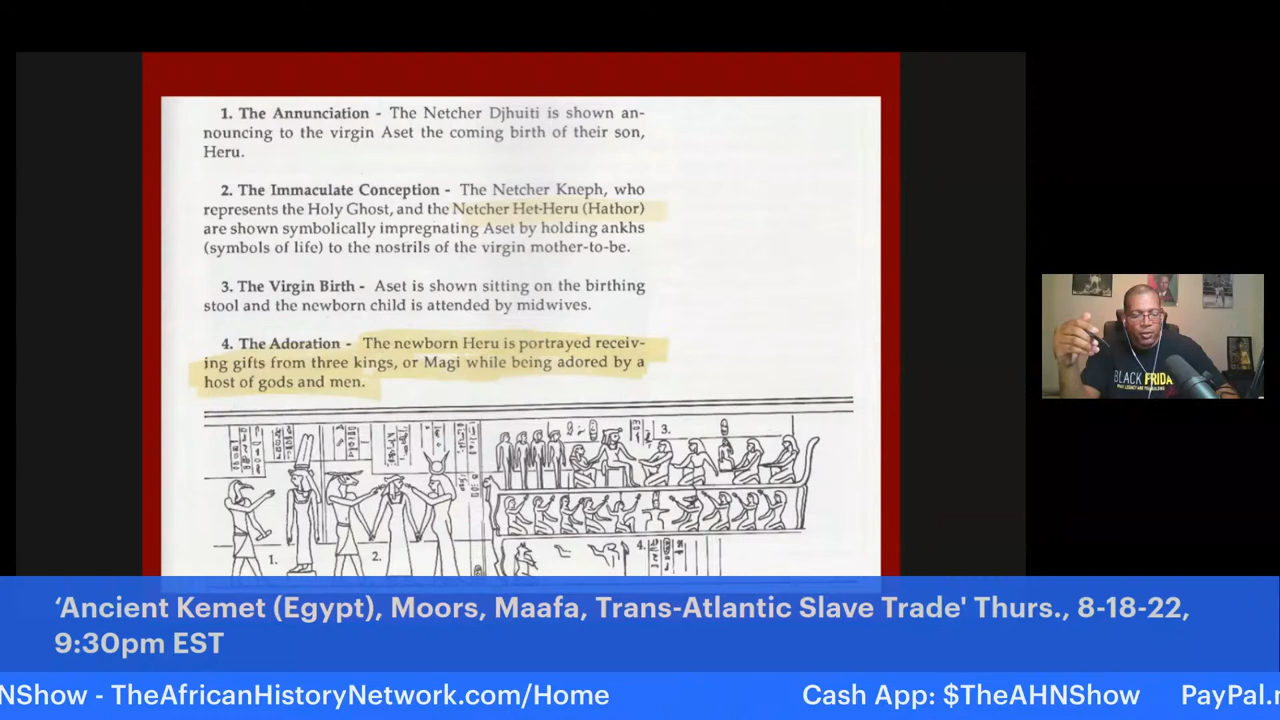 1. The Annunciation - The Netcher Djhuiti is shown an-
nouncing to the virgin Aset the coming birth of their son,
Heru.
2. The Immaculate Conception - The Netcher Kneph, who
represents the Holy Ghost, and the Netcher Het-Heru (Hathor)
are shown symbolically impregnating Aset by holding ankhs
(symbols of life) to the nostrils of the virgin mother-to-be.
3. The Virgin Birth - Aset is shown sitting on the birthing
stool and the newborn child is attended by midwives.
4. The Adoration - The newborn Heru is portrayed receiv-
ing gifts from three kings, or Magi while being adored by a
host of gods and men.
3.
1.
2.
4.
BLACK FRIDA
‘Ancient Kemet (Egypt), Moors, Maafa, Trans-Atlantic Slave Trade' Thurs., 8-18-22,
9:30pm EST
NShow - TheAfricanHistoryNetwork.com/Home Cash App: $TheAHNShow PayPal.